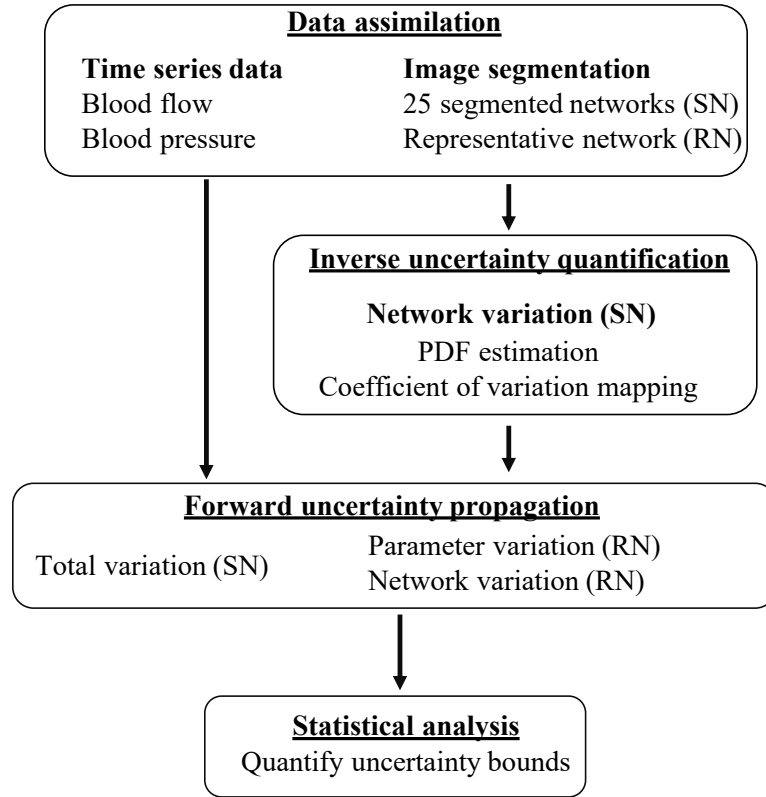 Data assimilation
Time series data
Blood flow
Blood pressure
Image segmentation
25 segmented networks (SN)
Representative network (RN)
Inverse uncertainty quantification
Network variation (SN)
PDF estimation
Coefficient of variation mapping
Forward uncertainty propagation
Total variation (SN)
Parameter variation (RN)
Network variation (RN)
Statistical analysis
Quantify uncertainty bounds